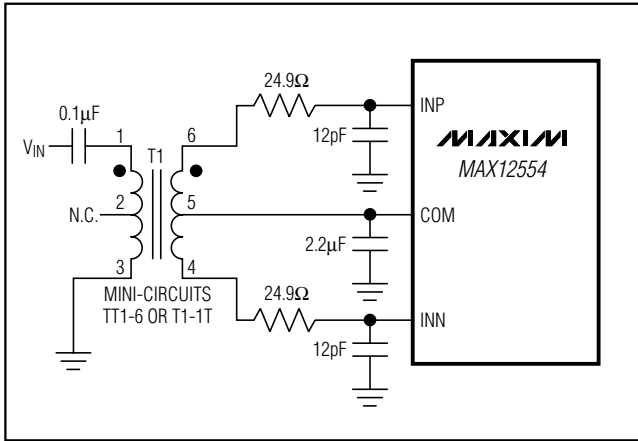 24.9Ω
0.1μF
INP
VIN
1
T1
6
12pF
MAXIM
MAX12554
N.C.
2
5
COM
2.2μF
3
4
MINI-CIRCUITS
TT1-6 OR T1-1T
24.9Ω
INN
12pF